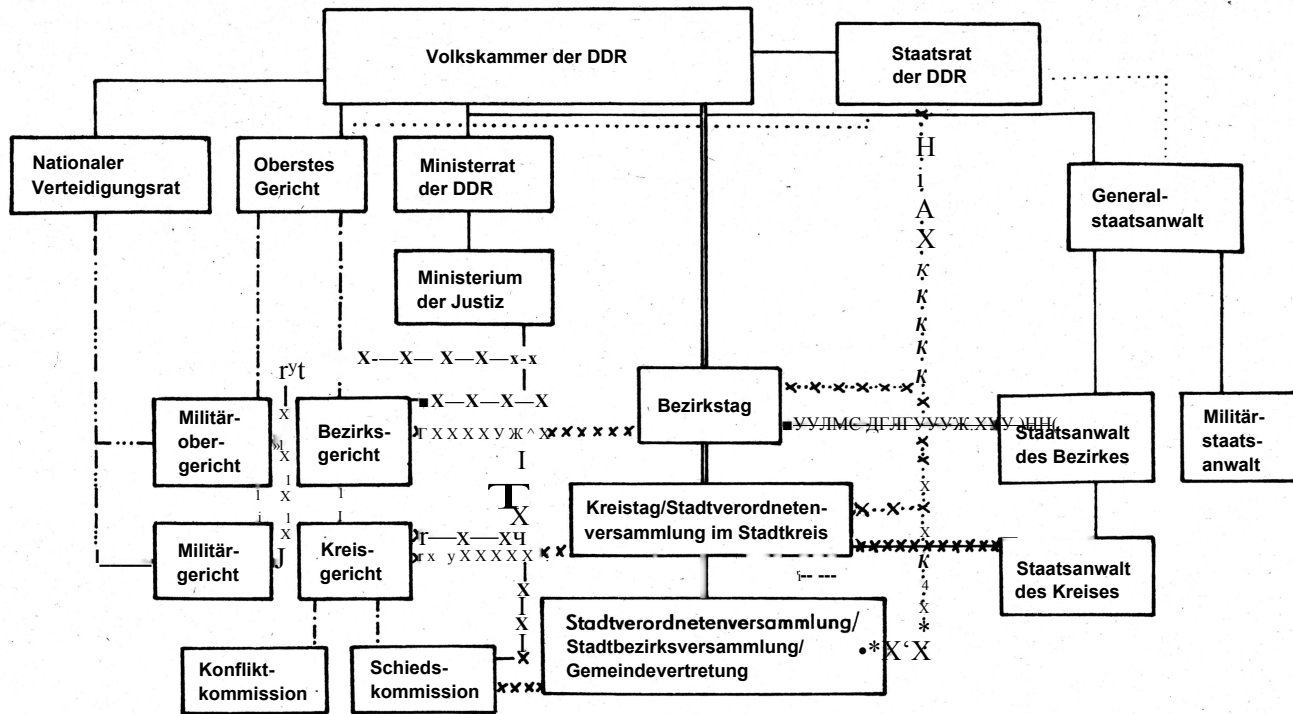 Volkskammer der DDR
Staatsrat
der DDR
Nationaler
Verteidigungsrat
Oberstes
Gericht
Ministerrat
der DDR
General-
staatsanwalt
Ministerium
der Justiz
Militär-
ober-
gericht
Bezirks-
gericht
Bezirkstag
Staatsanwalt
des Bezirkes
Militär-
staats-
anwalt
Kreistag/Stadtverordneten-
versammlung im Stadtkreis
Militär-
gericht
Kreis-
gericht
Staatsanwalt
des Kreises
Stadtverordnetenversammlung/
Stadtbezirksversammlung/
Gemeindevertretung
Konflikt-
kommission
Schieds-
kommission